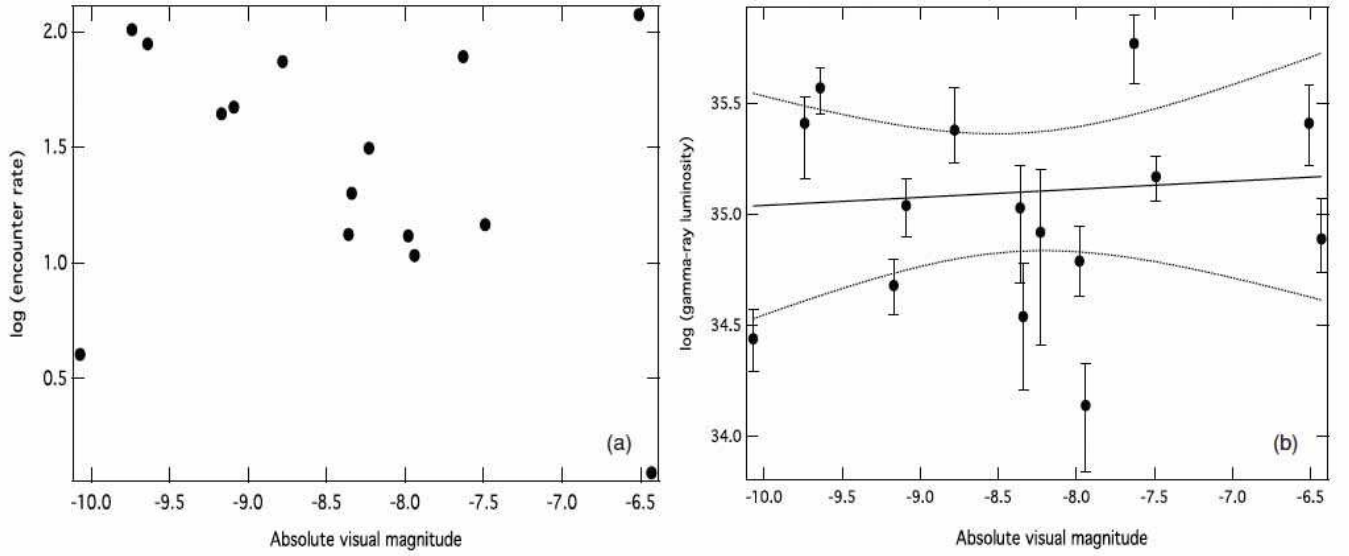 log (encounter rate)
2.0
1.5
1.0
0.5
(a)
-10.0 -9.5 -9.0 -8.5 -8.0 -7.5 -7.0 -6.5
Absolute visual magnitude
log (gamma-ray luminosity)
35.5
35.0
34.5
34.0
(b)
-10.0 -9.5 -9.0 -8.5 -8.0 -7.5 -7.0 -6.5
Absolute visual magnitude